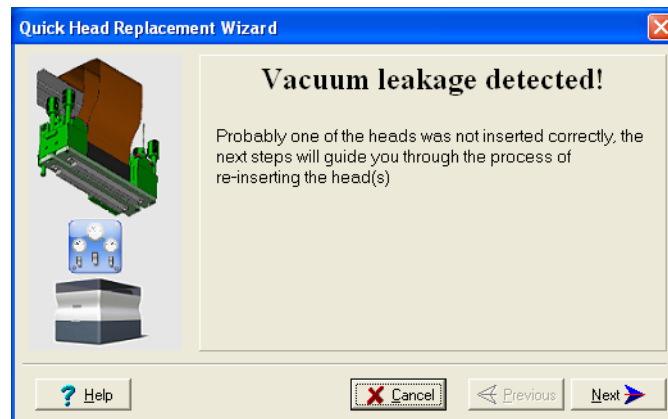 Quick Head Replacement Wizard
Vacuum leakage detected!
Probably one of the heads was not inserted correctly, the
next steps will guide you through the process of
re-inserting the head(s)
? Help
Cancel
Previous
Next